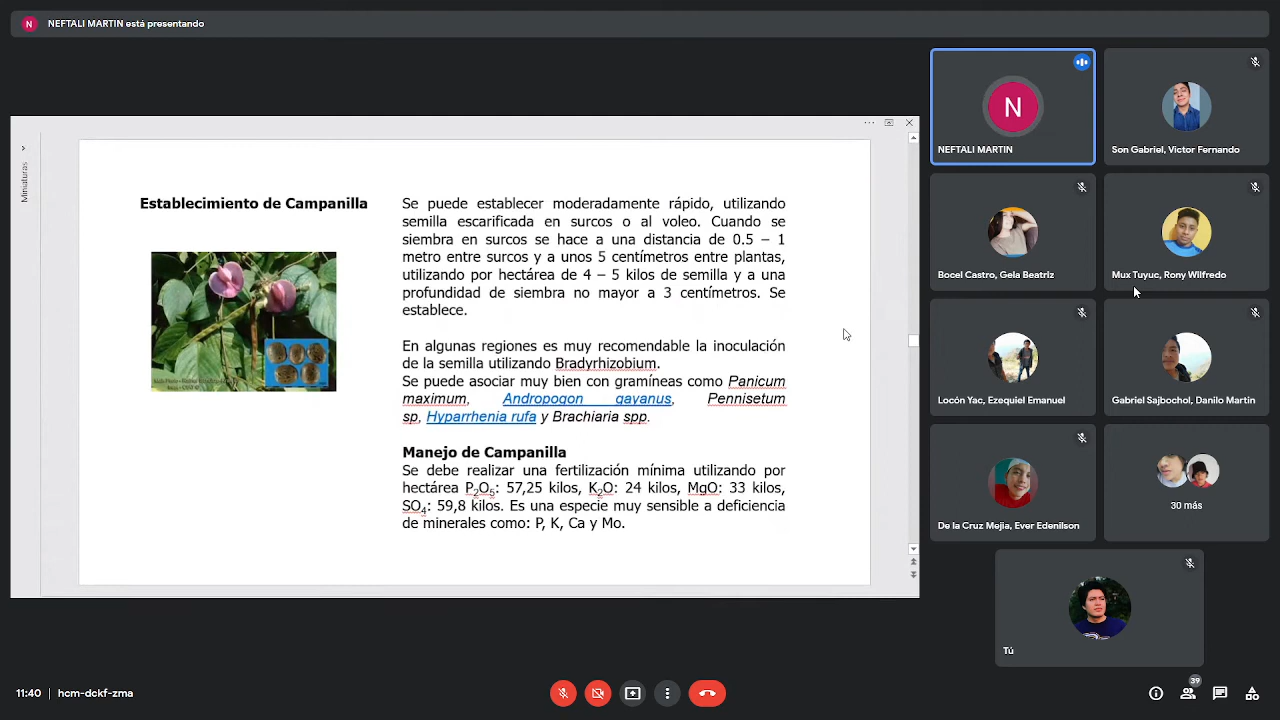 N NEFTALI MARTIN está presentando
Miniaturas
Establecimiento de Campanilla
Se puede establecer moderadamente rápido, utilizando
semilla escarificada en surcos o al voleo. Cuando se
siembra en surcos se hace a una distancia de 0.5 – 1
metro entre surcos y a unos 5 centímetros entre plantas,
utilizando por hectárea de 4 – 5 kilos de semilla y a una
profundidad de siembra no mayor a 3 centímetros. Se
establece.
En algunas regiones es muy recomendable la inoculación
de la semilla utilizando Bradyrhizobium.
Se puede asociar muy bien con gramíneas como Panicum
maximum, Andropogon gayanus, Pennisetum
sp, Hyparrhenia rufa y Brachiaria spp.
Manejo de Campanilla
Se debe realizar una fertilización mínima utilizando por
hectárea P₂O₅: 57,25 kilos, K₂O: 24 kilos, MgO: 33 kilos,
SO₄: 59,8 kilos. Es una especie muy sensible a deficiencia
de minerales como: P, K, Ca y Mo.
N
NEFTALI MARTIN
Son Gabriel, Victor Fernando
Bocel Castro, Gela Beatriz
Mux Tuyuc, Rony Wilfredo
Locón Yac, Ezequiel Emanuel
Gabriel Sajbochol, Danilo Martin
De la Cruz Mejia, Ever Edenilson
30 más
Tú
11:40 | hcm-dckf-zma
39